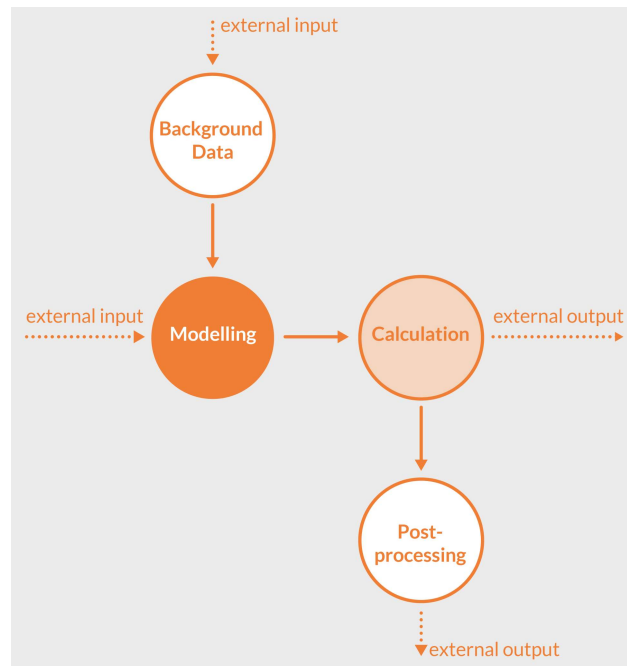 external input
Background
Data
external input
Modelling
Calculation
external output
Post-
processing
external output